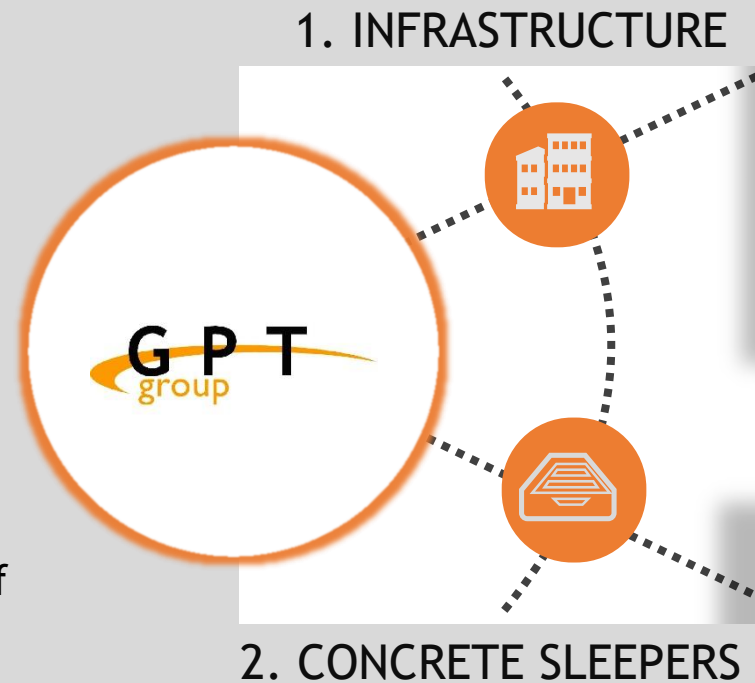 1. INFRASTRUCTURE
G P T
group
f
2. CONCRETE SLEEPERS